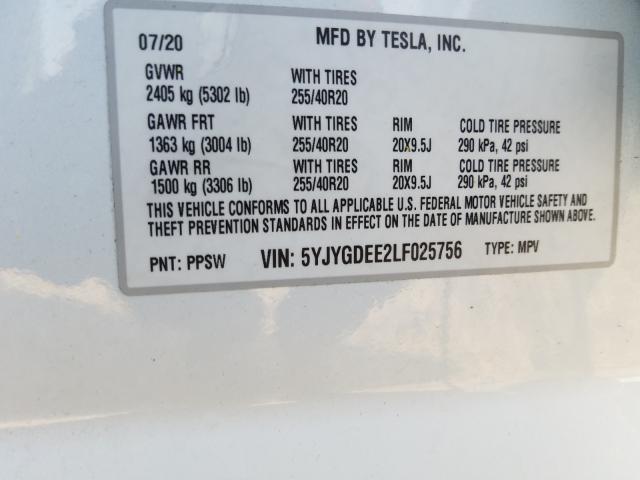 07/20 MFD BY TESLA, INC.
GVWR WITH TIRES
2405 kg (5302 lb) 255/40R20
GAWR FRT WITH TIRES RIM COLD TIRE PRESSURE
1363 kg (3004 lb) 255/40R20 20X9.5J 290 kPa, 42 psi
GAWR RR WITH TIRES RIM COLD TIRE PRESSURE
1500 kg (3306 lb) 255/40R20 20X9.5J 290 kPa, 42 psi
THIS VEHICLE CONFORMS TO ALL APPLICABLE U.S. FEDERAL MOTOR VEHICLE SAFETY AND
THEFT PREVENTION STANDARDS IN EFFECT ON THE DATE OF MANUFACTURE SHOWN ABOVE.
PNT: PPSW VIN: 5YJYGDEE2LF025756 TYPE: MPV